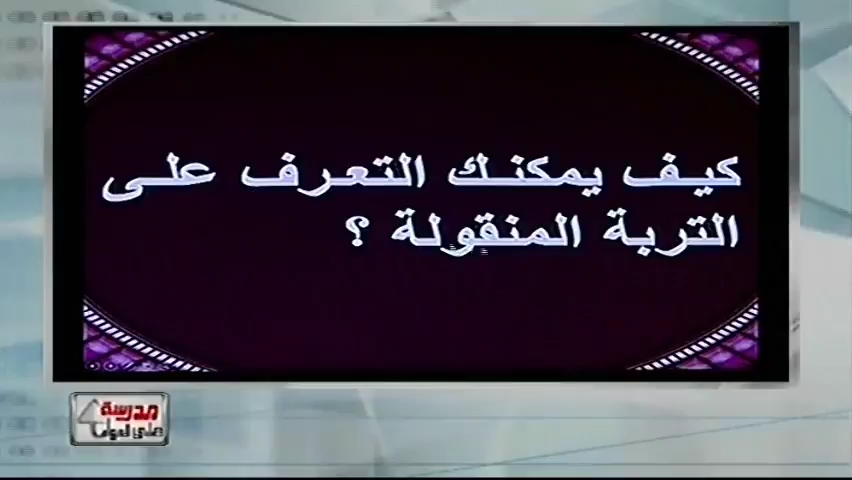 كيف يمكنك التعرف على
التربة المنقولة ؟
مدرسة
على الهواء